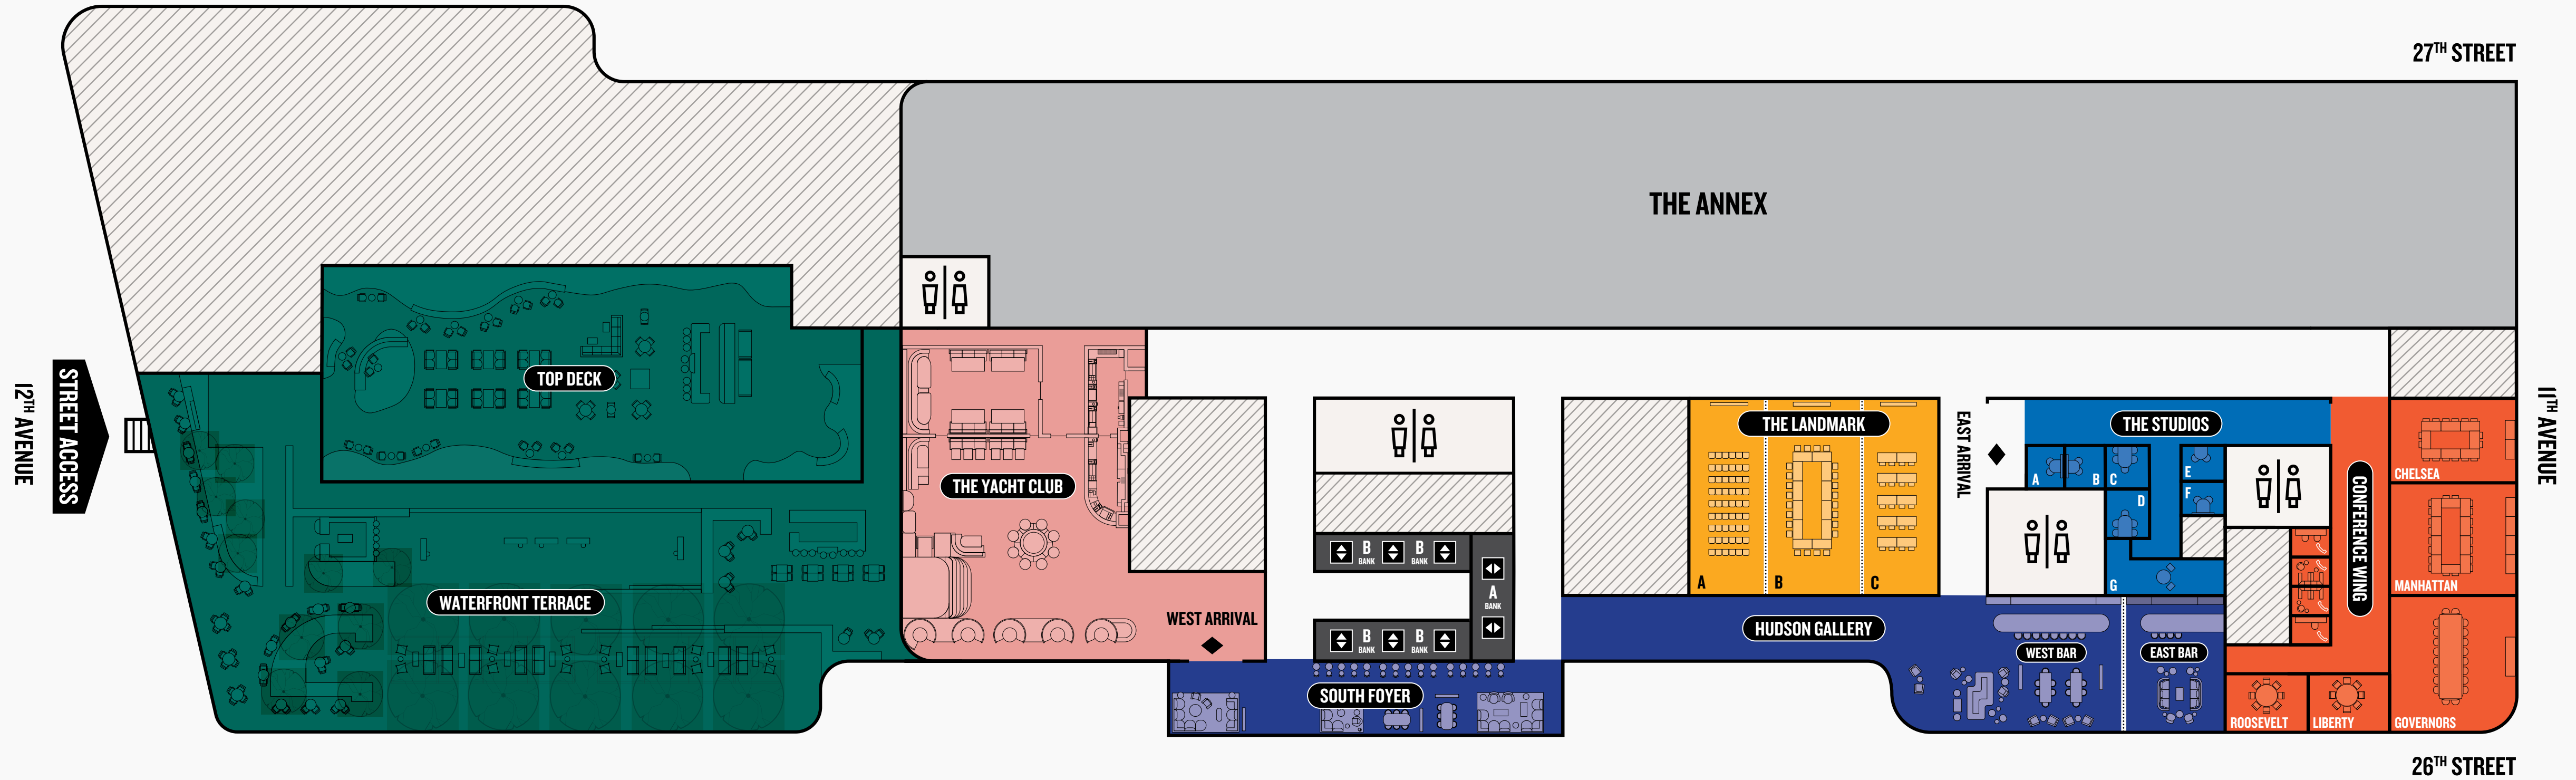 27TH STREET
THE ANNEX
12TH AVENUE
STREET ACCESS
TOP DECK
WATERFRONT TERRACE
THE YACHT CLUB
WEST ARRIVAL
B
BANK
B
BANK
A
BANK
B
BANK
B
BANK
SOUTH FOYER
THE LANDMARK
A
B
C
HUDSON GALLERY
EAST ARRIVAL
THE STUDIOS
A
B
C
D
E
F
G
WEST BAR
EAST BAR
CONFERENCE WING
CHELSEA
MANHATTAN
GOVERNORS
ROOSEVELT
LIBERTY
11TH AVENUE
26TH STREET